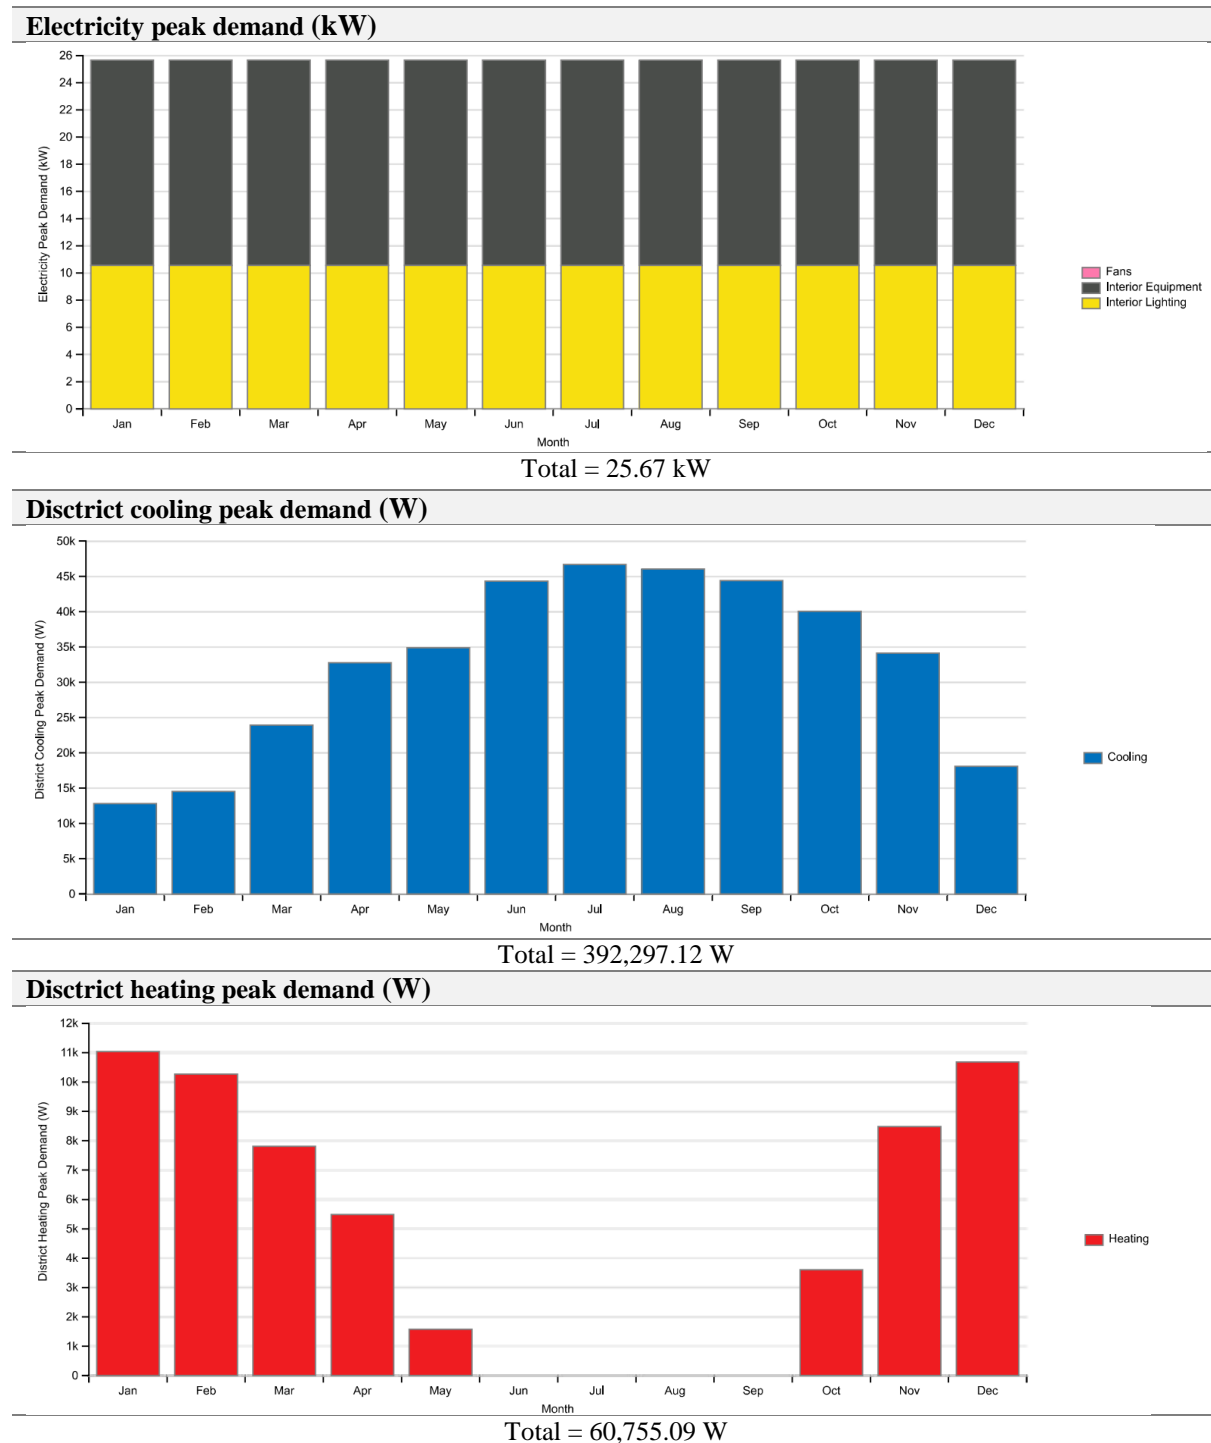 Electricity peak demand (kW)
26
24
22
20
18
16
14
12
10
8
6
4
2
0
Electricity Peak Demand (kW)
Jan Feb Mar Apr May Jun Jul Aug Sep Oct Nov Dec
Month
Fans
Interior Equipment
Interior Lighting
Total = 25.67 kW
Disctrict cooling peak demand (W)
50k
45k
40k
35k
30k
25k
20k
15k
10k
5k
0
District Cooling Peak Demand (W)
Jan Feb Mar Apr May Jun Jul Aug Sep Oct Nov Dec
Month
Cooling
Total = 392,297.12 W
Disctrict heating peak demand (W)
12k
11k
10k
9k
8k
7k
6k
5k
4k
3k
2k
1k
0
District Heating Peak Demand (W)
Jan Feb Mar Apr May Jun Jul Aug Sep Oct Nov Dec
Month
Heating
Total = 60,755.09 W